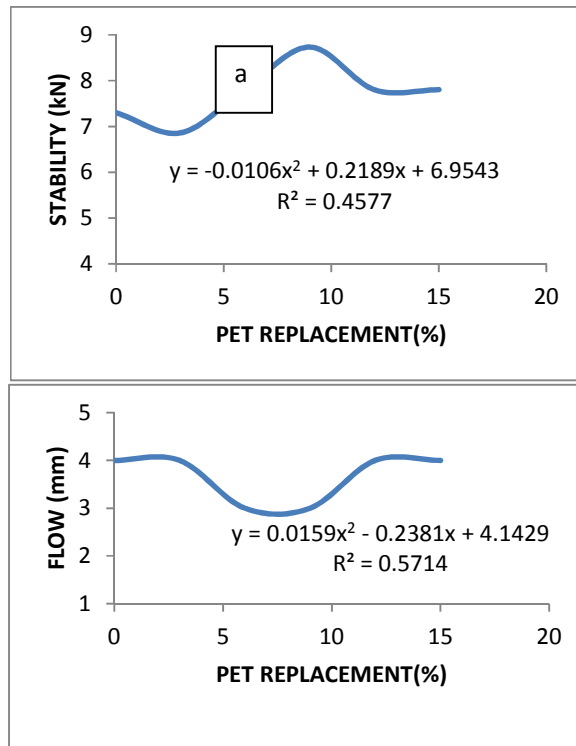 9
8
7
6
5
4
STABILITY (kN)
a
y = -0.0106x² + 0.2189x + 6.9543
R² = 0.4577
0 5 10 15 20
PET REPLACEMENT(%)
5
4
3
2
1
FLOW (mm)
y = 0.0159x² - 0.2381x + 4.1429
R² = 0.5714
0 5 10 15 20
PET REPLACEMENT(%)